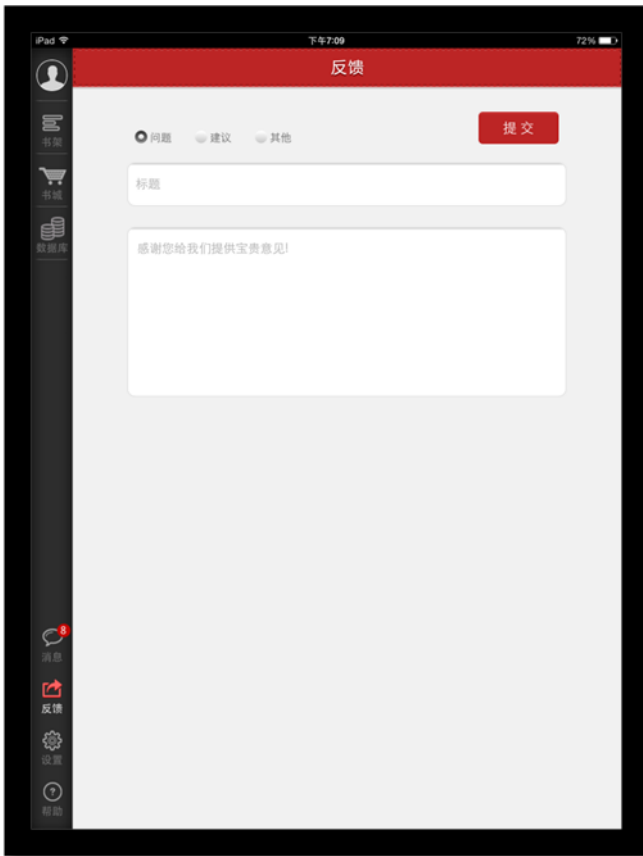 iPad 下午7:09 72%
反馈
书架
书城
数据库
问题 建议 其他 提 交
标题
感谢您给我们提供宝贵意见!
8
消息
反馈
设置
?
帮助